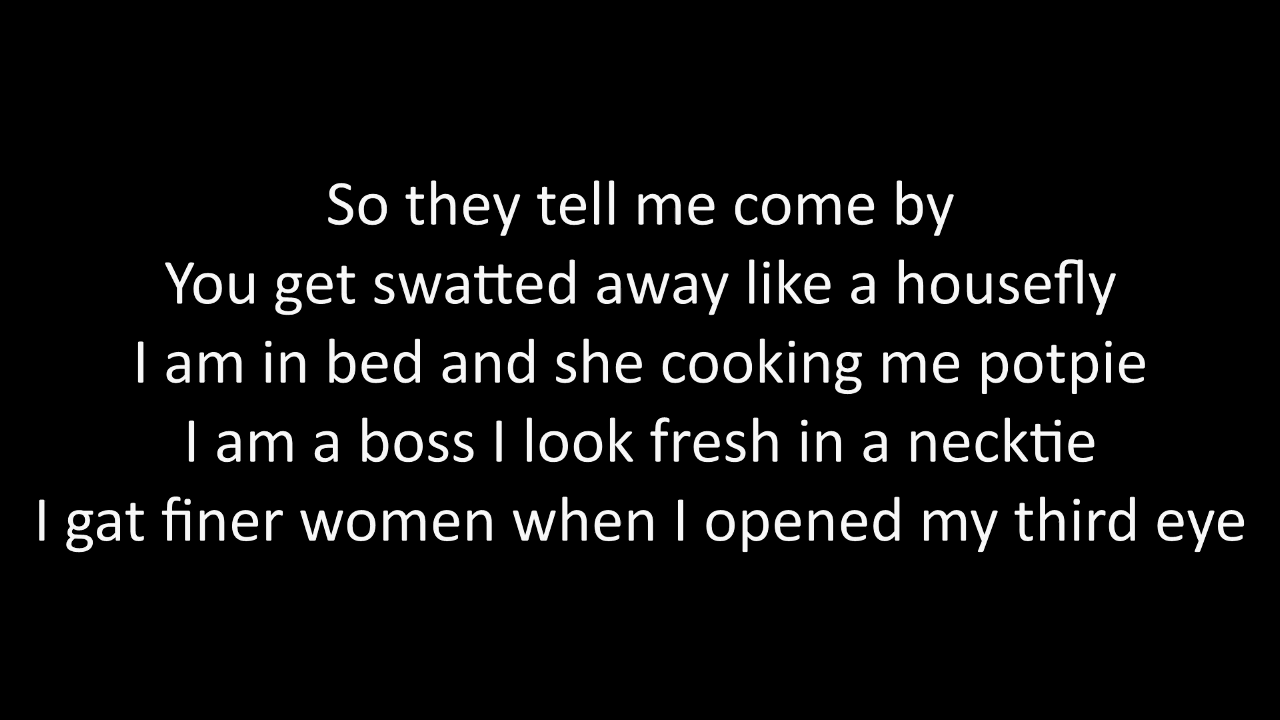 So they tell me come by
You get swatted away like a housefly
I am in bed and she cooking me potpie
I am a boss I look fresh in a necktie
I gat finer women when I opened my third eye